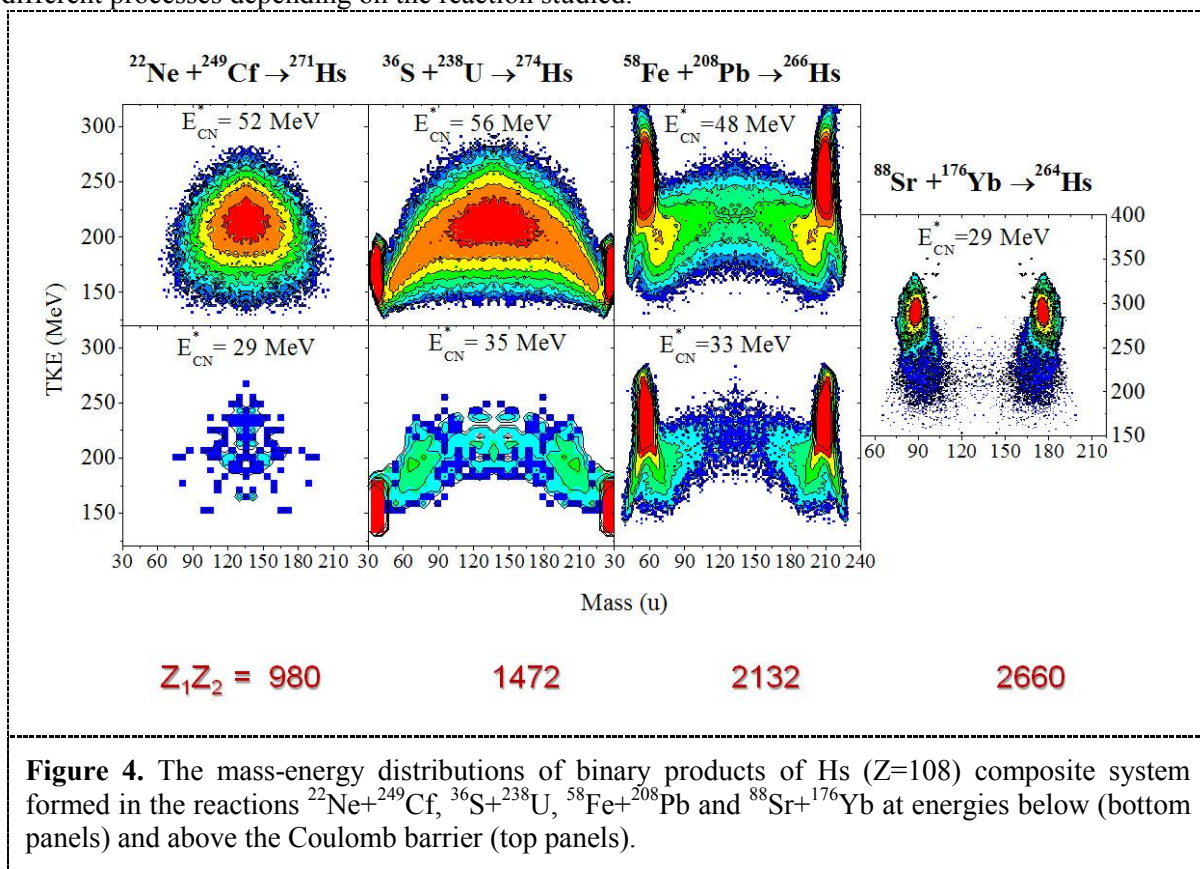 different processes depending on the reaction studied.
²²Ne +²⁴⁹Cf →²⁷¹Hs ³⁶S +²³⁸U →²⁷⁴Hs ⁵⁸Fe +²⁰⁸Pb →²⁶⁶Hs
E*CN= 52 MeV E*CN= 56 MeV E*CN=48 MeV
300
250
200
150
⁸⁸Sr +¹⁷⁶Yb →²⁶⁴Hs
E*CN=29 MeV
400
350
300
250
200
150
60 90 120 150 180 210
E*CN= 29 MeV E*CN= 35 MeV E*CN=33 MeV
300
250
200
150
TKE (MeV)
30 60 90 120 150 180 210 30 60 90 120 150 180 210 30 60 90 120 150 180 210 240
Mass (u)
Z₁Z₂ = 980 1472 2132 2660
Figure 4. The mass-energy distributions of binary products of Hs (Z=108) composite system
formed in the reactions ²²Ne+²⁴⁹Cf, ³⁶S+²³⁸U, ⁵⁸Fe+²⁰⁸Pb and ⁸⁸Sr+¹⁷⁶Yb at energies below (bottom
panels) and above the Coulomb barrier (top panels).